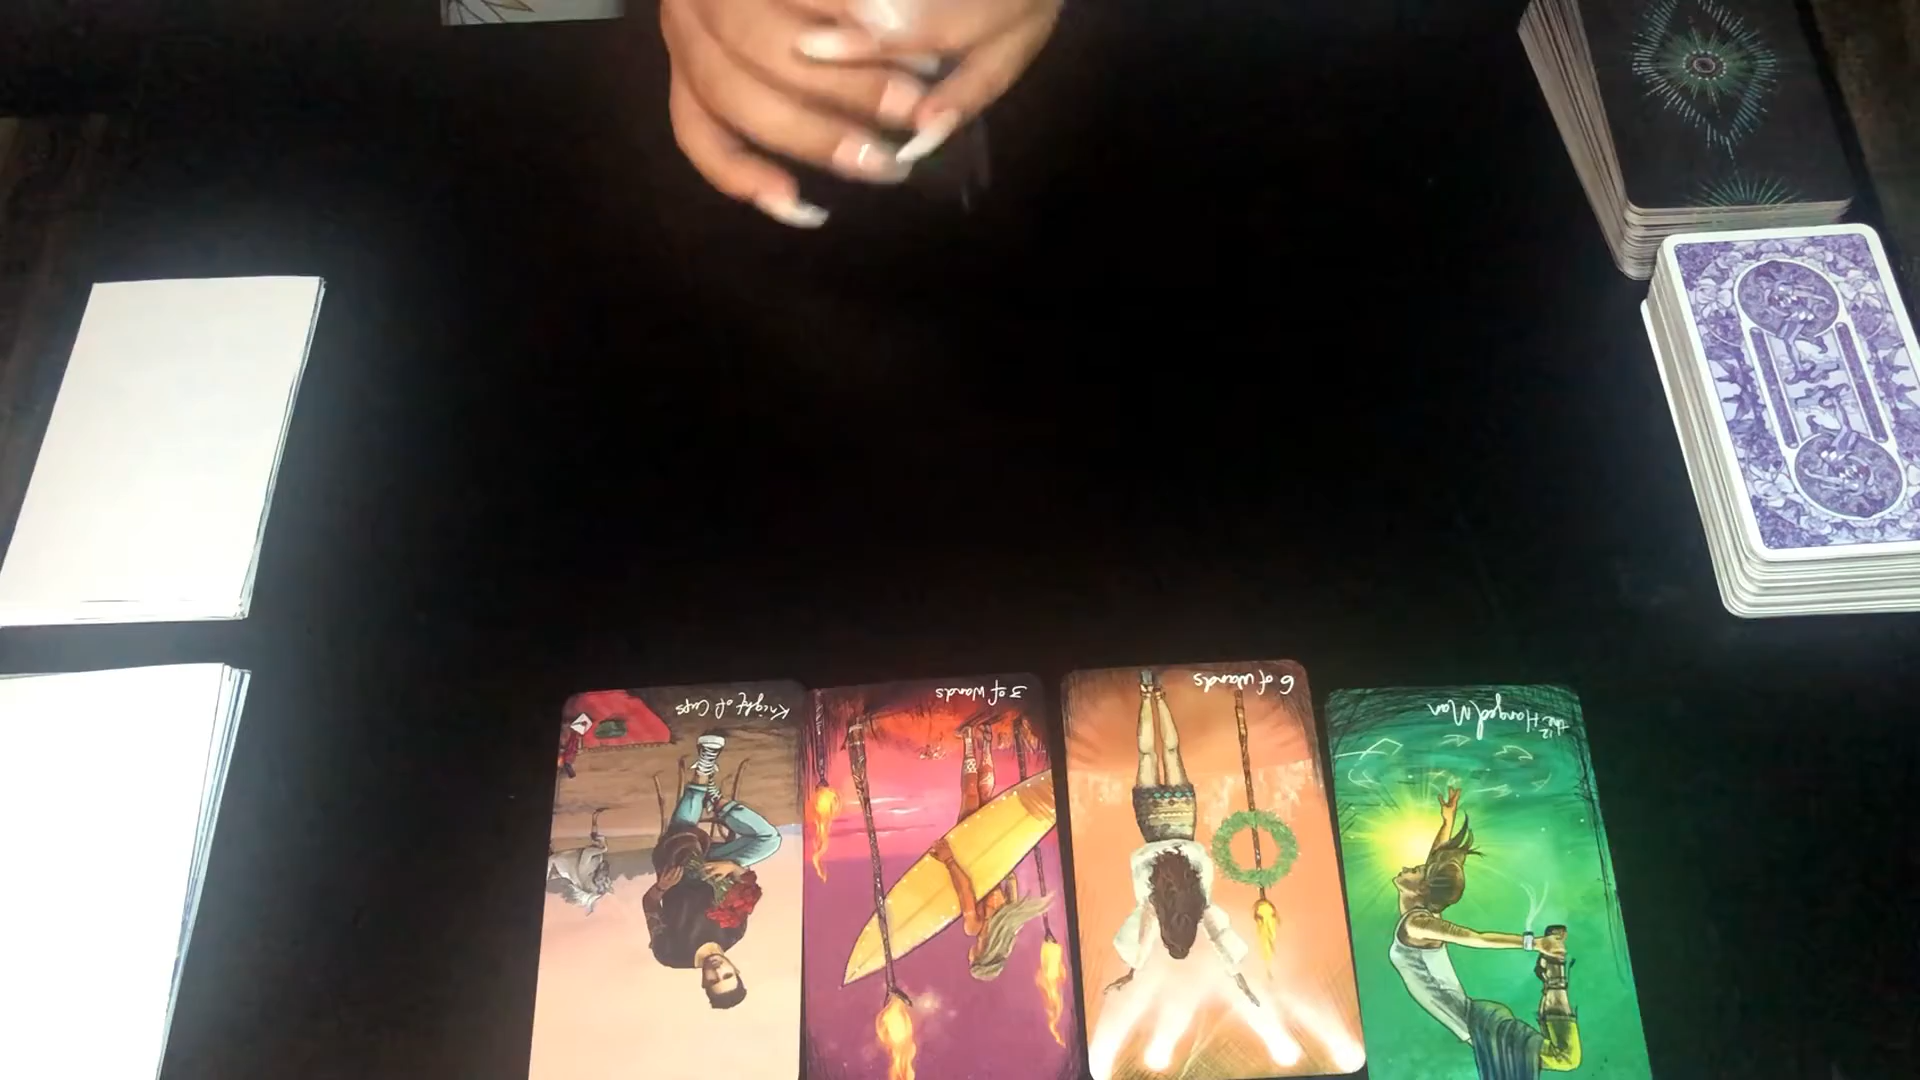 Knight of Cups
3 of Wands
6 of Wands
12
the Hanged Man